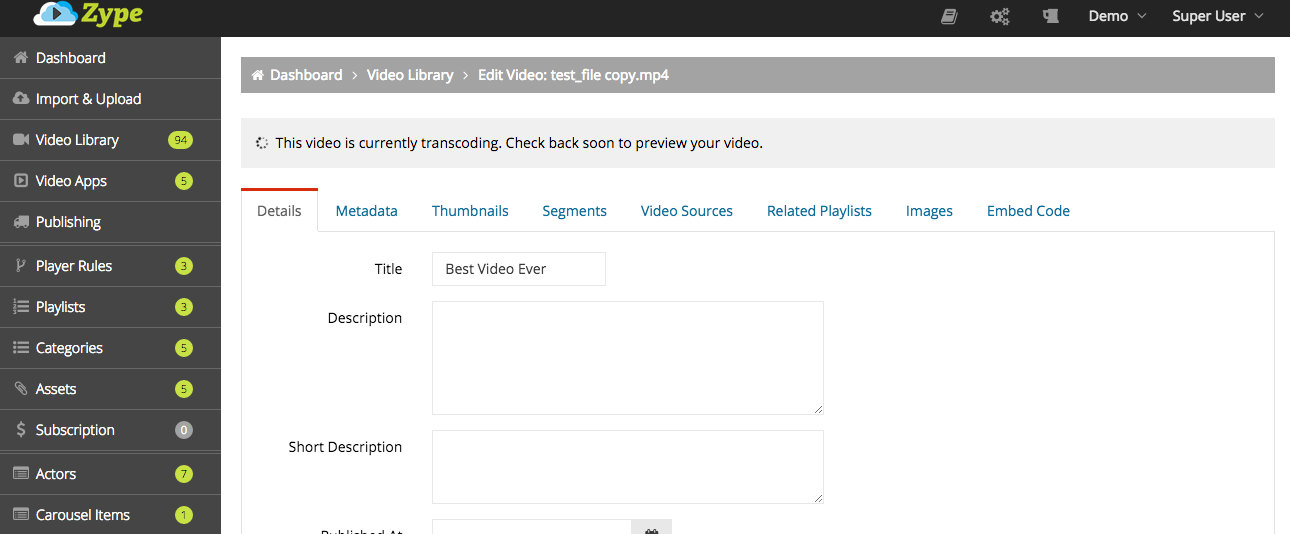 Zype
Demo
Super User
Dashboard
Import & Upload
Video Library 94
Video Apps 5
Publishing
Player Rules 3
Playlists 3
Categories 5
Assets 5
Subscription 0
Actors 7
Carousel Items 1
Dashboard > Video Library > Edit Video: test_file copy.mp4
This video is currently transcoding. Check back soon to preview your video.
Details Metadata Thumbnails Segments Video Sources Related Playlists Images Embed Code
Title Best Video Ever
Description
Short Description
Published At